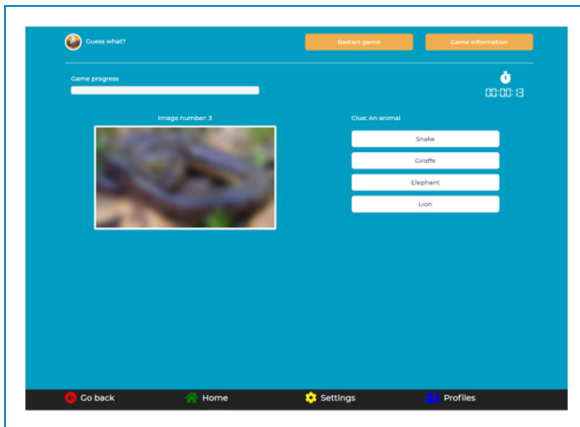 Guess what?
Restart game
Game information
Game progress
00:00:13
Image number: 3
Clue: An animal
Snake
Giraffe
Elephant
Lion
Go back
Home
Settings
Profiles